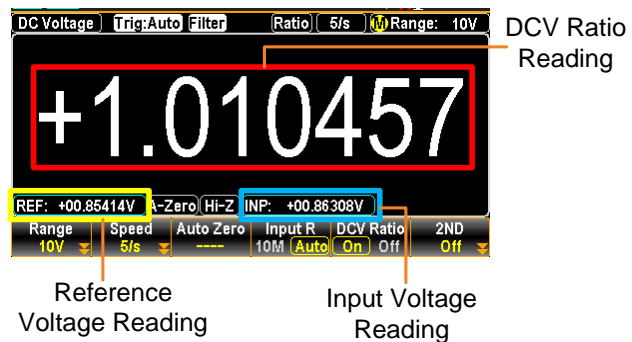 DC Voltage Trig:Auto Filter Ratio 5/s M Range: 10V
DCV Ratio
Reading
+1.010457
REF: +00.85414V A-Zero Hi-Z INP: +00.86308V
Range Speed Auto Zero Input R DCV Ratio 2ND
10V 5/s ---- 10M Auto On Off Off
Reference
Voltage Reading
Input Voltage
Reading